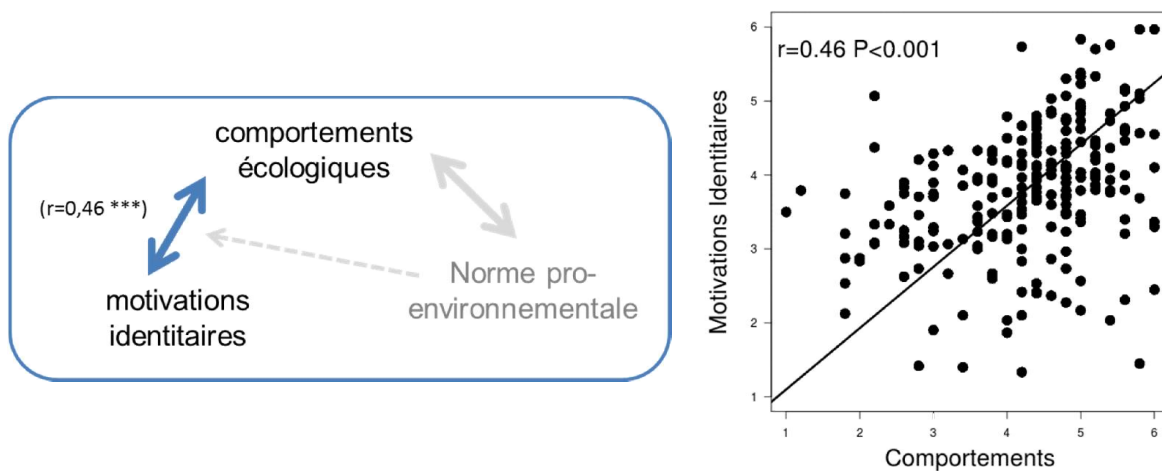 comportements
écologiques
(r=0,46 ***)
motivations
identitaires
Norme pro-
environnementale
r=0.46 P<0.001
Motivations Identitaires
6
5
4
3
2
1
1
2
3
4
5
6
Comportements